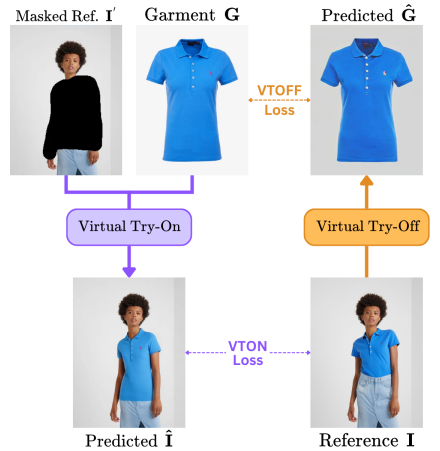 Masked Ref. I′
Garment G
Predicted Ĝ
VTOFF
Loss
Virtual Try-On
Virtual Try-Off
VTON
Loss
Predicted Î
Reference I